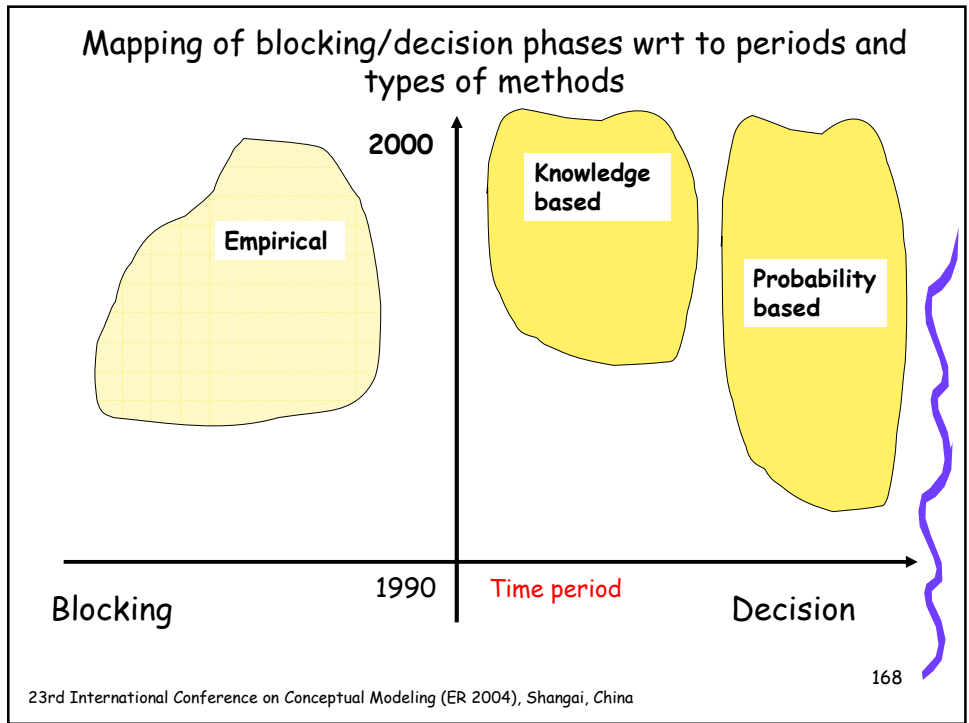 Mapping of blocking/decision phases wrt to periods and
types of methods
2000
Knowledge
based
Empirical
Probability
based
1990
Time period
Blocking
Decision
168
23rd International Conference on Conceptual Modeling (ER 2004), Shangai, China